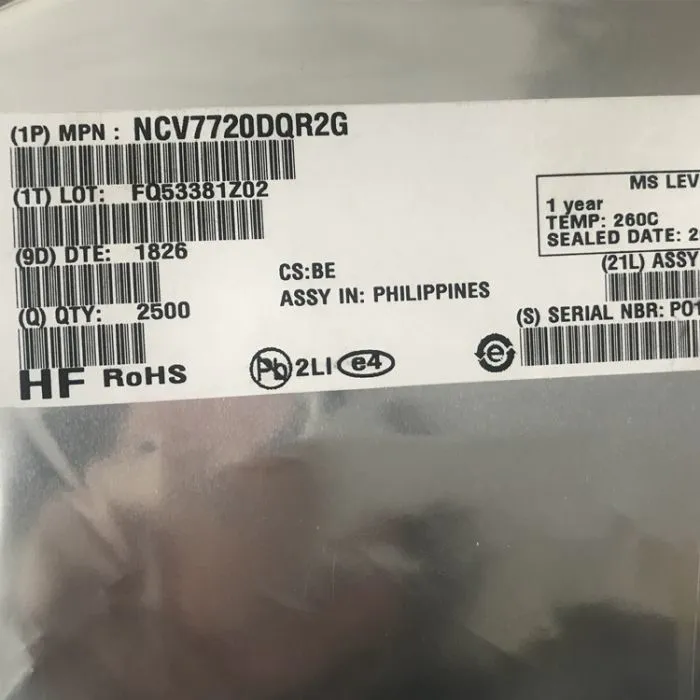 (1P) MPN : NCV7720DQR2G
(1T) LOT: FQ53381Z02
(9D) DTE: 1826
(Q) QTY: 2500
HF RoHS
CS:BE
ASSY IN: PHILIPPINES
Pb 2LI e4
MS LEV
1 year
TEMP: 260C
SEALED DATE: 2
(21L) ASSY
(S) SERIAL NBR: P01
e